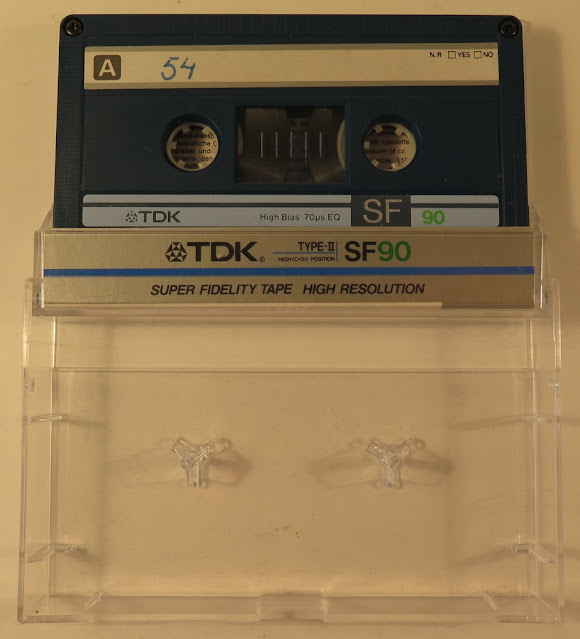 A 54 N.R □ YES □ NO
TDK High Bias 70µs EQ SF 90
TDK® TYPE-II HIGH(CrO2) POSITION SF90
SUPER FIDELITY TAPE HIGH RESOLUTION